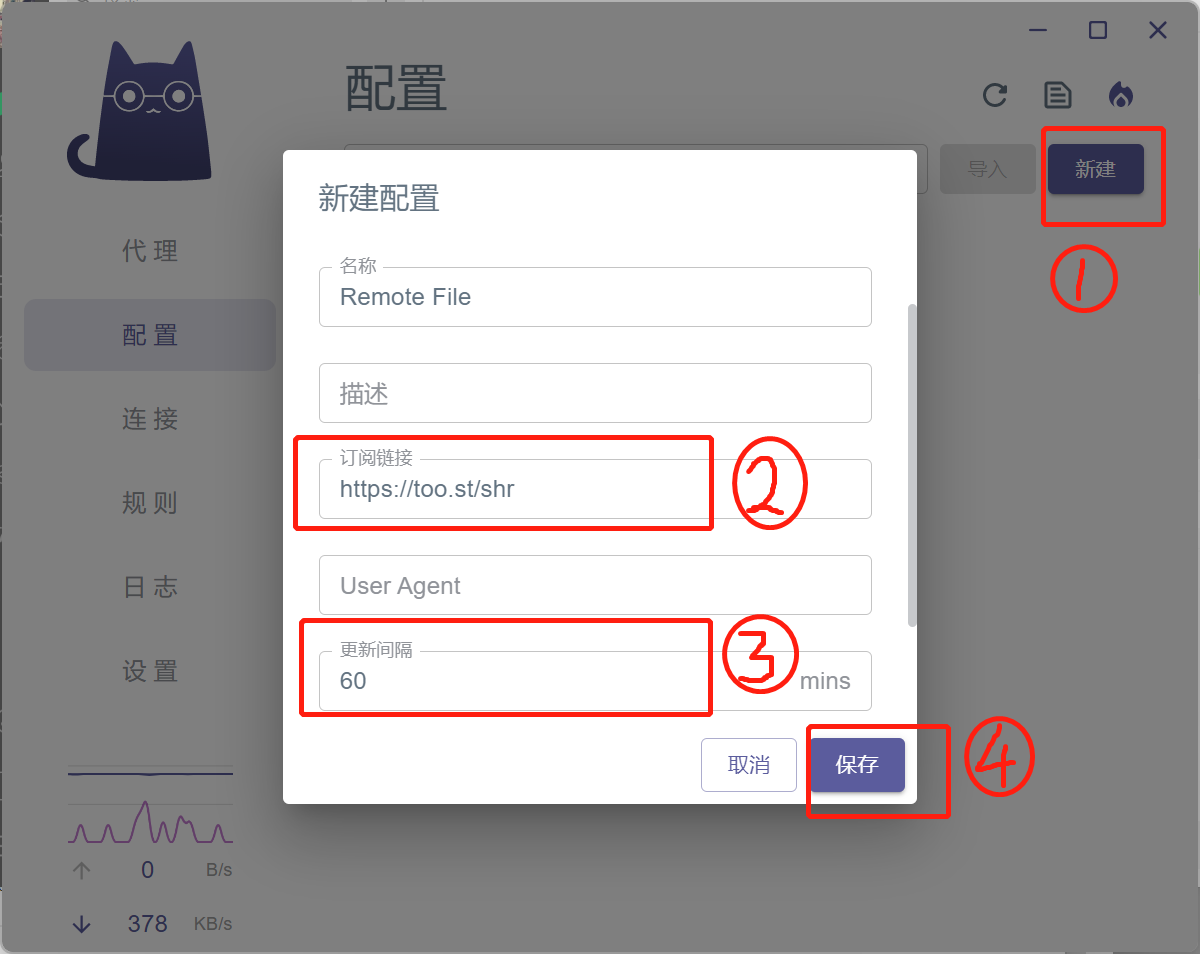 配置
导入
新建
①
代 理
配 置
连 接
规 则
日 志
设 置
新建配置
名称
Remote File
描述
订阅链接
https://too.st/shr
②
User Agent
更新间隔
60
mins
③
取消
保存
④
0
B/s
378
KB/s